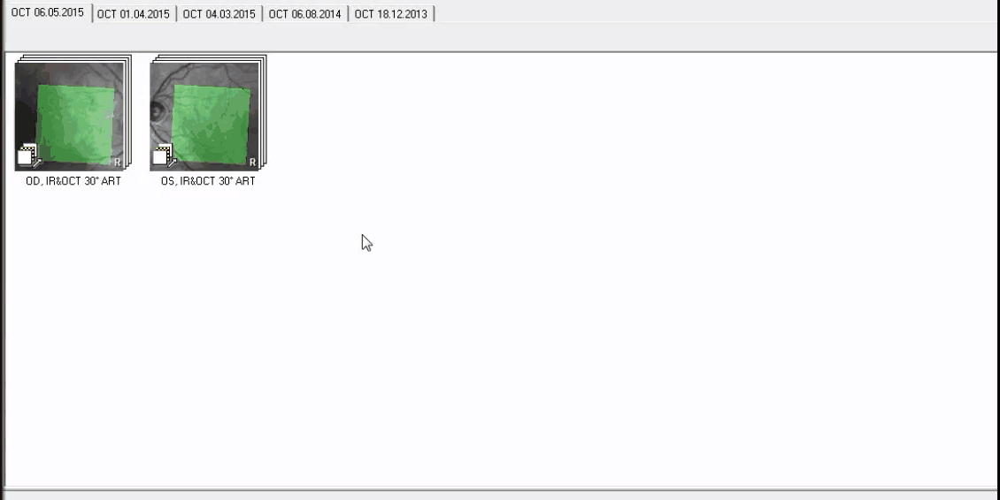 OCT 06.05.2015 OCT 01.04.2015 OCT 04.03.2015 OCT 06.08.2014 OCT 18.12.2013
R R
OD, IR&OCT 30° ART OS, IR&OCT 30° ART